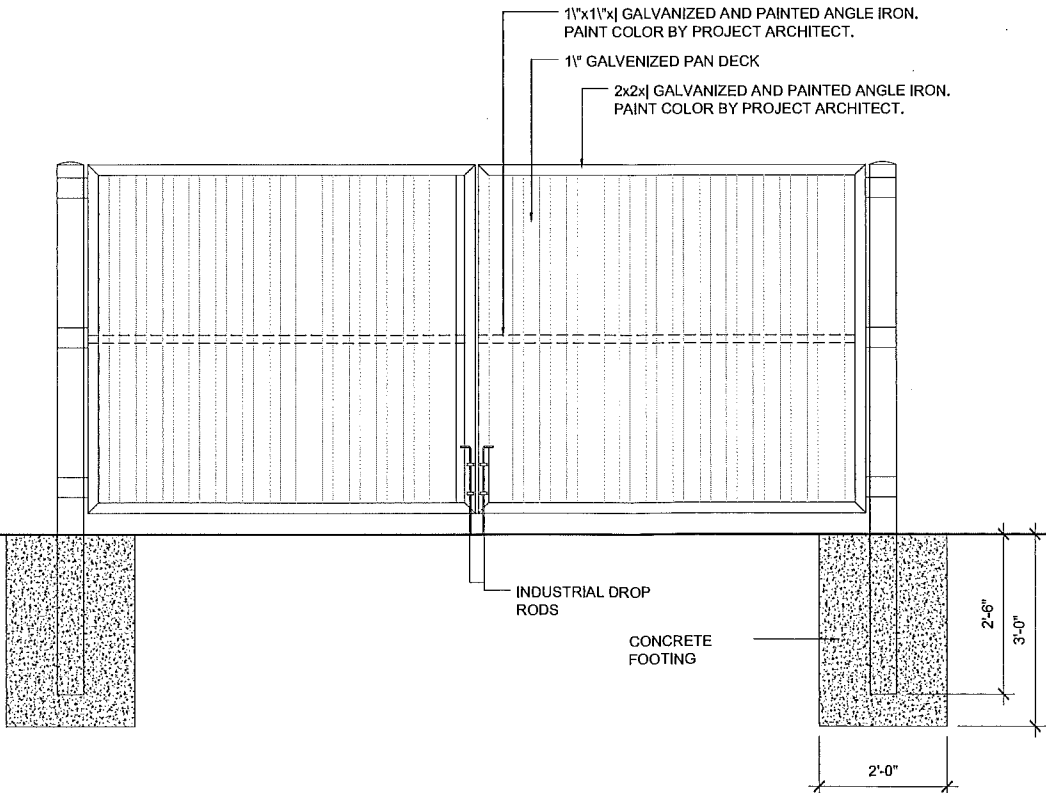 1\"x1\"x| GALVANIZED AND PAINTED ANGLE IRON.
PAINT COLOR BY PROJECT ARCHITECT.
1\" GALVENIZED PAN DECK
2x2x| GALVANIZED AND PAINTED ANGLE IRON.
PAINT COLOR BY PROJECT ARCHITECT.
INDUSTRIAL DROP
RODS
CONCRETE
FOOTING
2'-6"
3'-0"
2'-0"